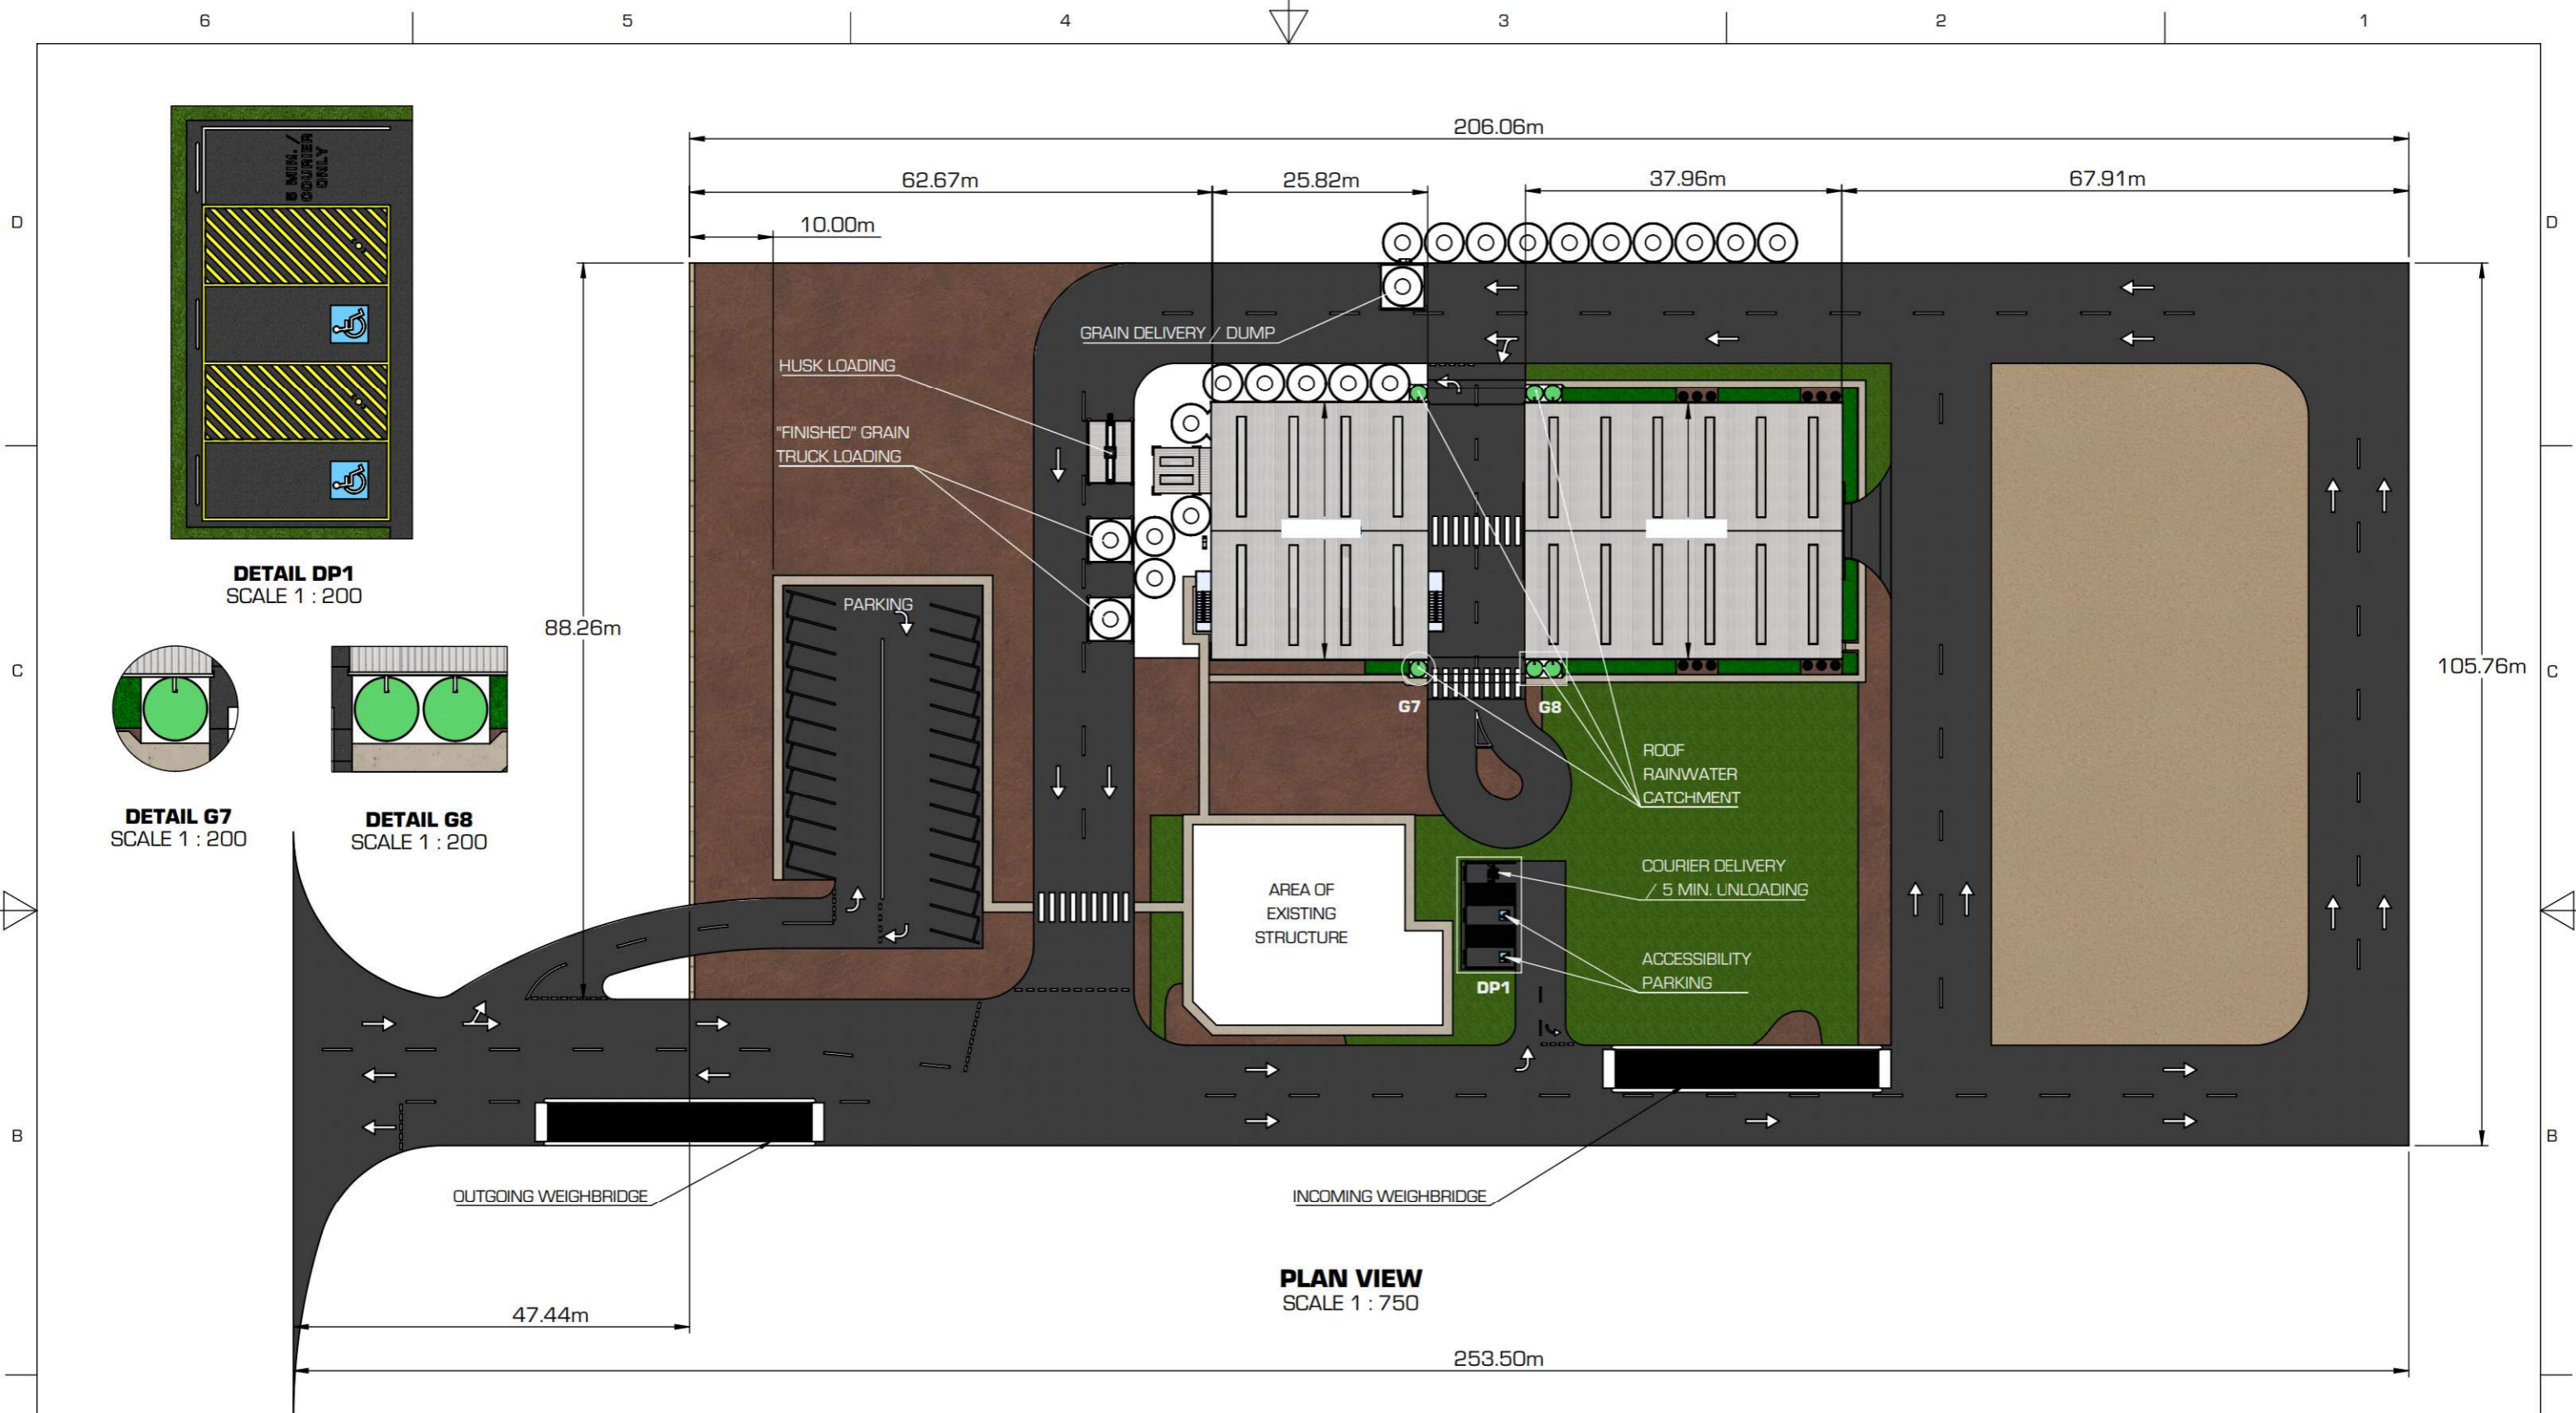 6 5 4 3 2 1
206.06m
62.67m 25.82m 37.96m 67.91m
10.00m
D D
5 MIN. /
COURIER
ONLY
DETAIL DP1
SCALE 1 : 200
GRAIN DELIVERY / DUMP
HUSK LOADING
"FINISHED" GRAIN
TRUCK LOADING
PARKING
88.26m
105.76m
C C
DETAIL G7
SCALE 1 : 200
DETAIL G8
SCALE 1 : 200
G7
G8
ROOF
RAINWATER
CATCHMENT
AREA OF
EXISTING
STRUCTURE
COURIER DELIVERY
/ 5 MIN. UNLOADING
ACCESSIBILITY
PARKING
DP1
B B
OUTGOING WEIGHBRIDGE
INCOMING WEIGHBRIDGE
PLAN VIEW
SCALE 1 : 750
47.44m
253.50m